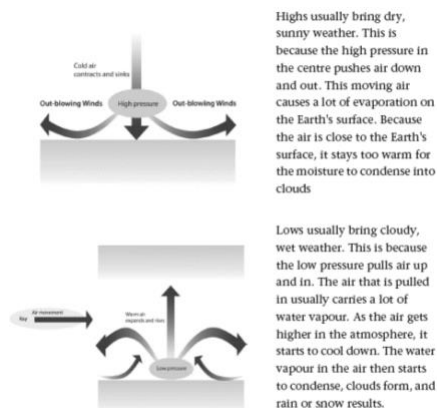 Highs usually bring dry,
sunny weather. This is
because the high pressure in
the centre pushes air down
and out. This moving air
causes a lot of evaporation on
the Earth's surface. Because
the air is close to the Earth's
surface, it stays too warm for
the moisture to condense into
clouds
Cold air
contracts and sinks
Out-blowing Winds
High pressure
Out-blowing Winds
Lows usually bring cloudy,
wet weather. This is because
the low pressure pulls air up
and in. The air that is pulled
in usually carries a lot of
water vapour. As the air gets
higher in the atmosphere, it
starts to cool down. The water
vapour in the air then starts
to condense, clouds form, and
rain or snow results.
Air movement
Key
Warm air
expands and rises
Low pressure